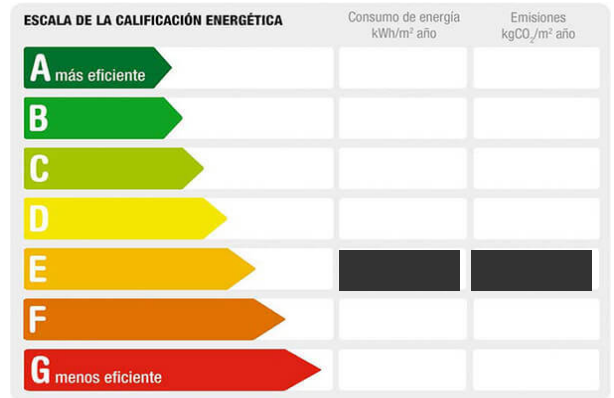 ESCALA DE LA CALIFICACIÓN ENERGÉTICA
Consumo de energía
kWh/m² año
Emisiones
kgCO₂/m² año
A más eficiente
B
C
D
E
F
G menos eficiente